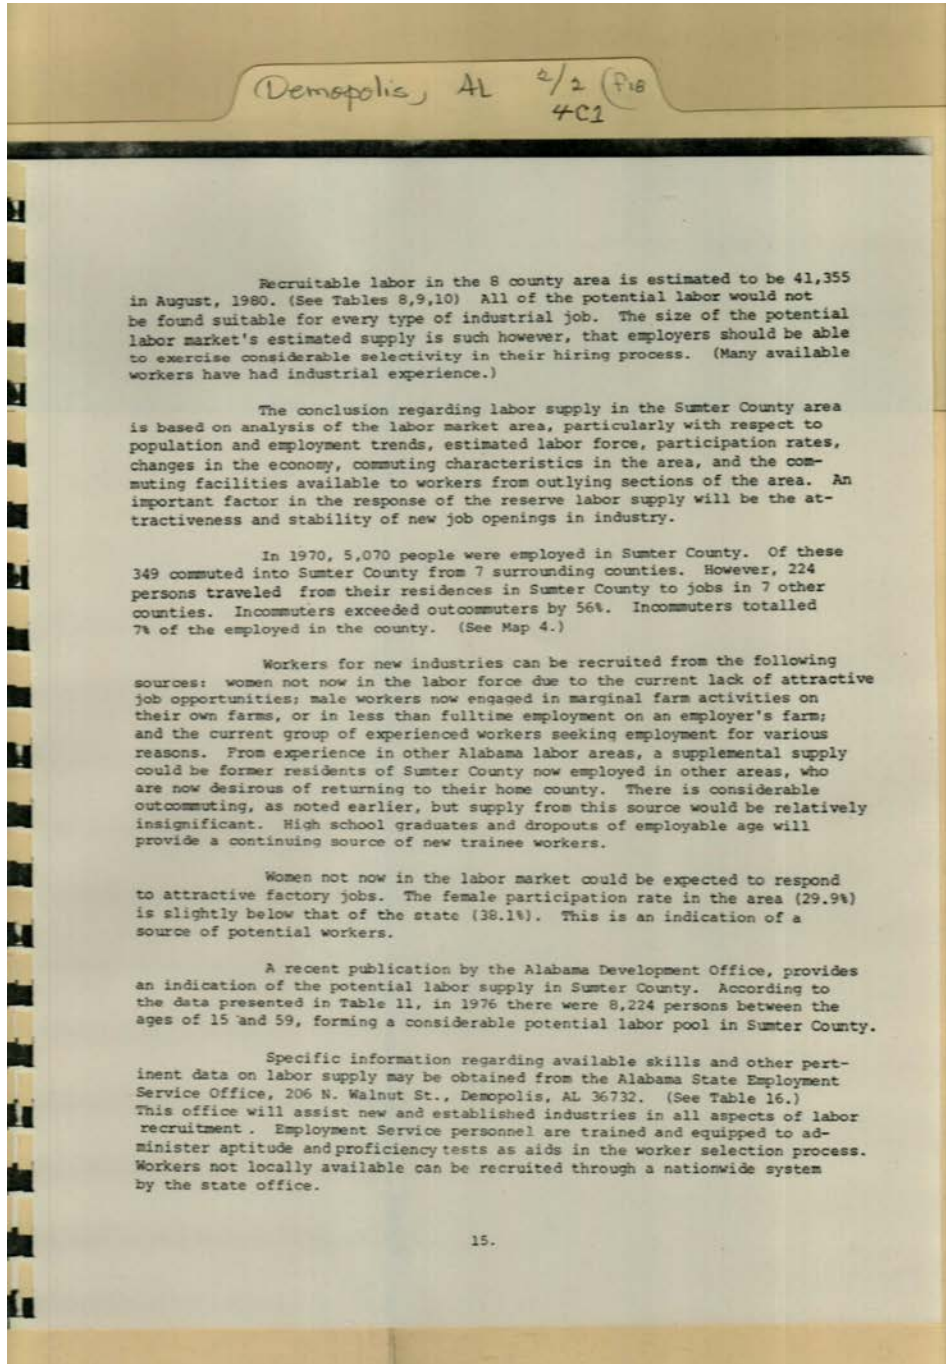 Demopolis, AL 2/2 (F18
4C1
Recruitable labor in the 8 county area is estimated to be 41,355
in August, 1980. (See Tables 8,9,10) All of the potential labor would not
be found suitable for every type of industrial job. The size of the potential
labor market's estimated supply is such however, that employers should be able
to exercise considerable selectivity in their hiring process. (Many available
workers have had industrial experience.)
The conclusion regarding labor supply in the Sumter County area
is based on analysis of the labor market area, particularly with respect to
population and employment trends, estimated labor force, participation rates,
changes in the economy, commuting characteristics in the area, and the com-
muting facilities available to workers from outlying sections of the area. An
important factor in the response of the reserve labor supply will be the at-
tractiveness and stability of new job openings in industry.
In 1970, 5,070 people were employed in Sumter County. Of these
349 commuted into Sumter County from 7 surrounding counties. However, 224
persons traveled from their residences in Sumter County to jobs in 7 other
counties. Incommuters exceeded outcommuters by 56%. Incommuters totalled
7% of the employed in the county. (See Map 4.)
Workers for new industries can be recruited from the following
sources: women not now in the labor force due to the current lack of attractive
job opportunities; male workers now engaged in marginal farm activities on
their own farms, or in less than fulltime employment on an employer's farm;
and the current group of experienced workers seeking employment for various
reasons. From experience in other Alabama labor areas, a supplemental supply
could be former residents of Sumter County now employed in other areas, who
are now desirous of returning to their home county. There is considerable
outcommuting, as noted earlier, but supply from this source would be relatively
insignificant. High school graduates and dropouts of employable age will
provide a continuing source of new trainee workers.
Women not now in the labor market could be expected to respond
to attractive factory jobs. The female participation rate in the area (29.9%)
is slightly below that of the state (38.1%). This is an indication of a
source of potential workers.
A recent publication by the Alabama Development Office, provides
an indication of the potential labor supply in Sumter County. According to
the data presented in Table 11, in 1976 there were 8,224 persons between the
ages of 15 and 59, forming a considerable potential labor pool in Sumter County.
Specific information regarding available skills and other pert-
inent data on labor supply may be obtained from the Alabama State Employment
Service Office, 206 N. Walnut St., Demopolis, AL 36732. (See Table 16.)
This office will assist new and established industries in all aspects of labor
recruitment. Employment Service personnel are trained and equipped to ad-
minister aptitude and proficiency tests as aids in the worker selection process.
Workers not locally available can be recruited through a nationwide system
by the state office.
15.